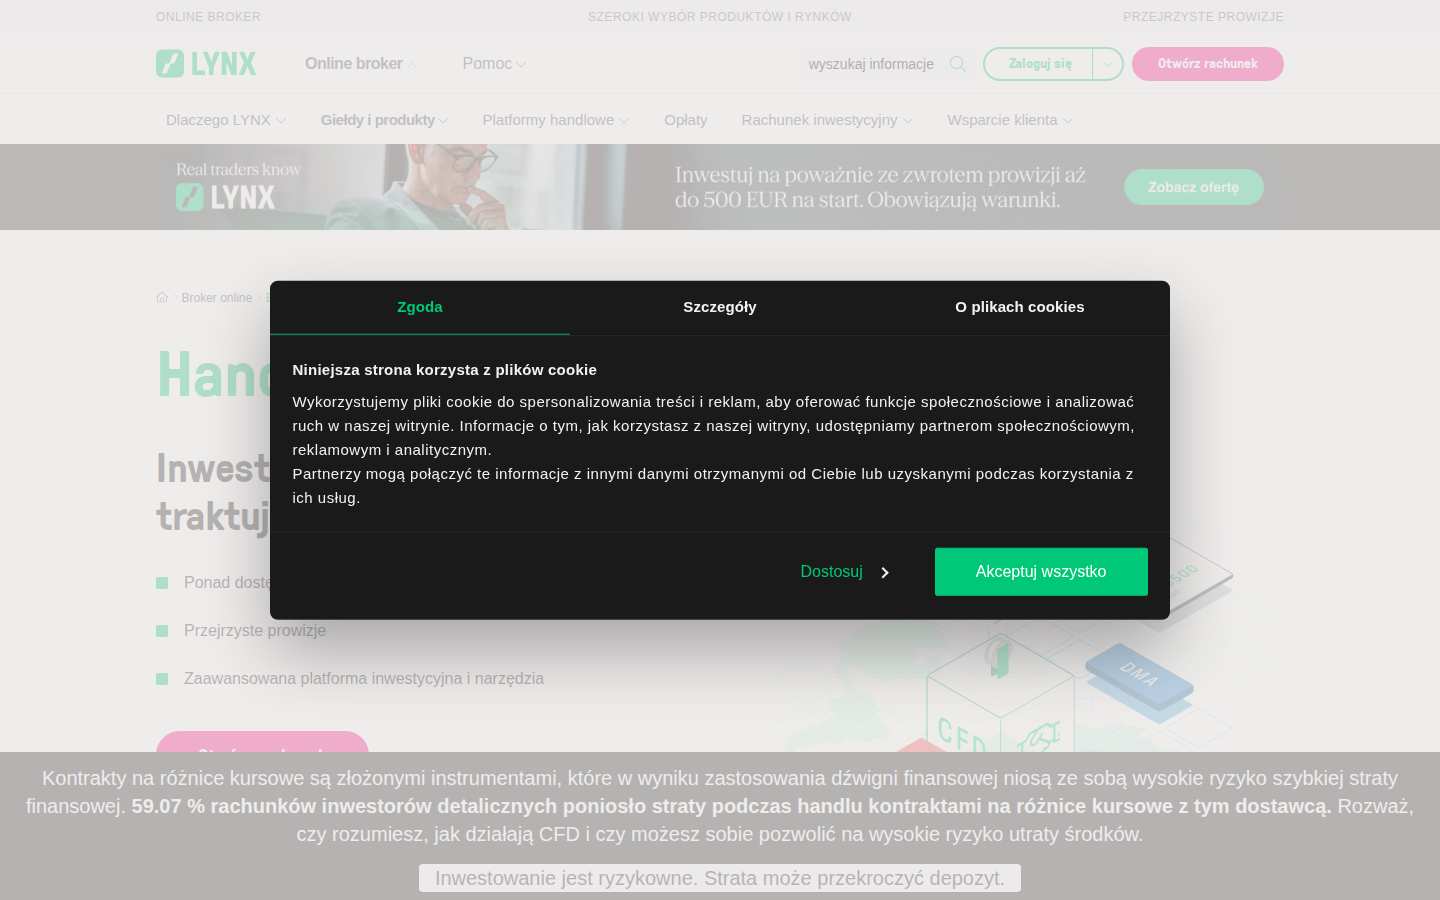 ONLINE BROKER
SZEROKI WYBÓR PRODUKTÓW I RYNKÓW
PRZEJRZYSTE PROWIZJE
LYNX
Online broker
Pomoc
wyszukaj informacje
Zaloguj się
Otwórz rachunek
Dlaczego LYNX
Giełdy i produkty
Platformy handlowe
Opłaty
Rachunek inwestycyjny
Wsparcie klienta
Real traders know
LYNX
Inwestuj na poważnie ze zwrotem prowizji aż
do 500 EUR na start. Obowiązują warunki.
Zobacz ofertę
Broker online
Zgoda
Szczegóły
O plikach cookies
Niniejsza strona korzysta z plików cookie
Wykorzystujemy pliki cookie do spersonalizowania treści i reklam, aby oferować funkcje społecznościowe i analizować
ruch w naszej witrynie. Informacje o tym, jak korzystasz z naszej witryny, udostępniamy partnerom społecznościowym,
reklamowym i analitycznym.
Partnerzy mogą połączyć te informacje z innymi danymi otrzymanymi od Ciebie lub uzyskanymi podczas korzystania z
ich usług.
Dostosuj
Akceptuj wszystko
Ponad
Przejrzyste prowizje
Zaawansowana platforma inwestycyjna i narzędzia
DMA
CFD
Kontrakty na różnice kursowe są złożonymi instrumentami, które w wyniku zastosowania dźwigni finansowej niosą ze sobą wysokie ryzyko szybkiej straty
finansowej. 59.07 % rachunków inwestorów detalicznych poniosło straty podczas handlu kontraktami na różnice kursowe z tym dostawcą. Rozważ,
czy rozumiesz, jak działają CFD i czy możesz sobie pozwolić na wysokie ryzyko utraty środków.
Inwestowanie jest ryzykowne. Strata może przekroczyć depozyt.